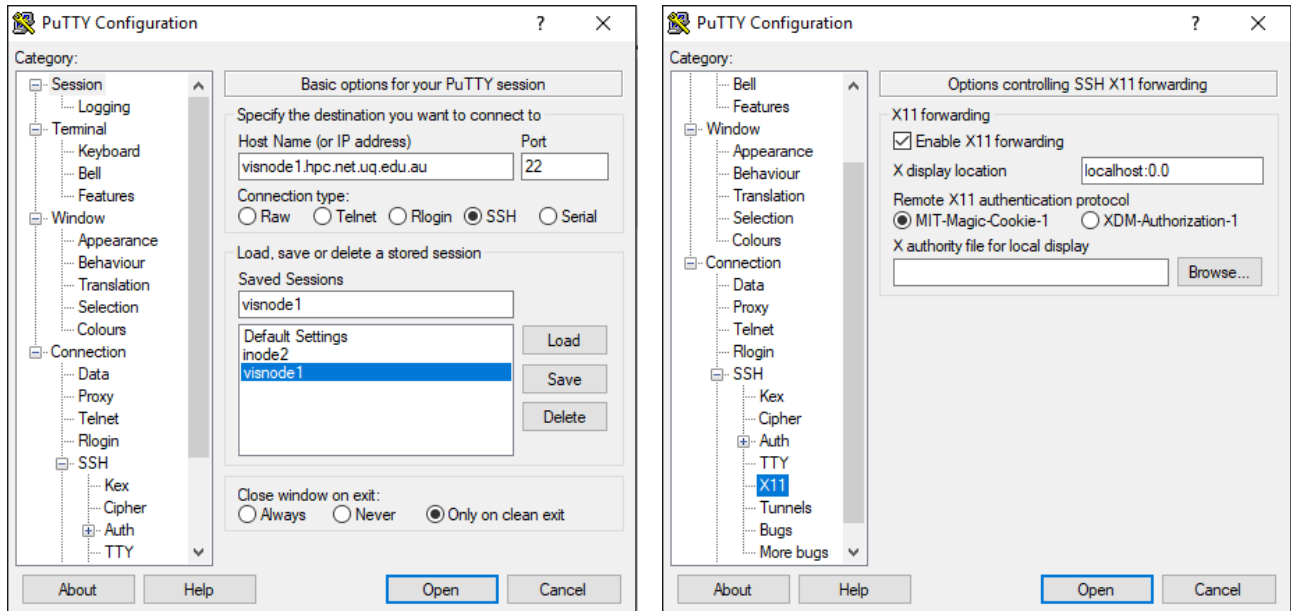 PuTTY Configuration
?
Category:
Session
Logging
Terminal
Keyboard
Bell
Features
Window
Appearance
Behaviour
Translation
Selection
Colours
Connection
Data
Proxy
Telnet
Rlogin
SSH
Kex
Cipher
Auth
TTY
Basic options for your PuTTY session
Specify the destination you want to connect to
Host Name (or IP address) Port
visnode1.hpc.net.uq.edu.au 22
Connection type:
Raw Telnet Rlogin SSH Serial
Load, save or delete a stored session
Saved Sessions
visnode1
Default Settings
inode2
visnode1
Load
Save
Delete
Close window on exit:
Always Never Only on clean exit
About Help Open Cancel
PuTTY Configuration
?
Category:
Bell
Features
Window
Appearance
Behaviour
Translation
Selection
Colours
Connection
Data
Proxy
Telnet
Rlogin
SSH
Kex
Cipher
Auth
TTY
X11
Tunnels
Bugs
More bugs
Options controlling SSH X11 forwarding
X11 forwarding
Enable X11 forwarding
X display location localhost:0.0
Remote X11 authentication protocol
MIT-Magic-Cookie-1 XDM-Authorization-1
X authority file for local display
Browse...
About Help Open Cancel